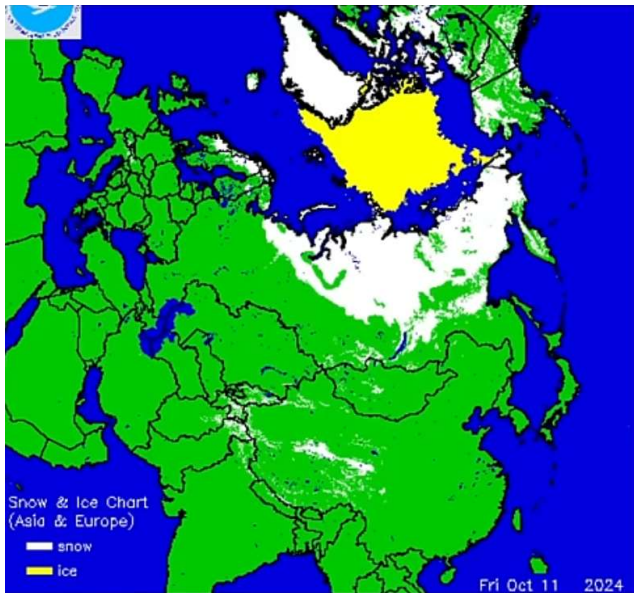 Snow & Ice Chart
(Asia & Europe)
snow
ice
Fri Oct 11 2024